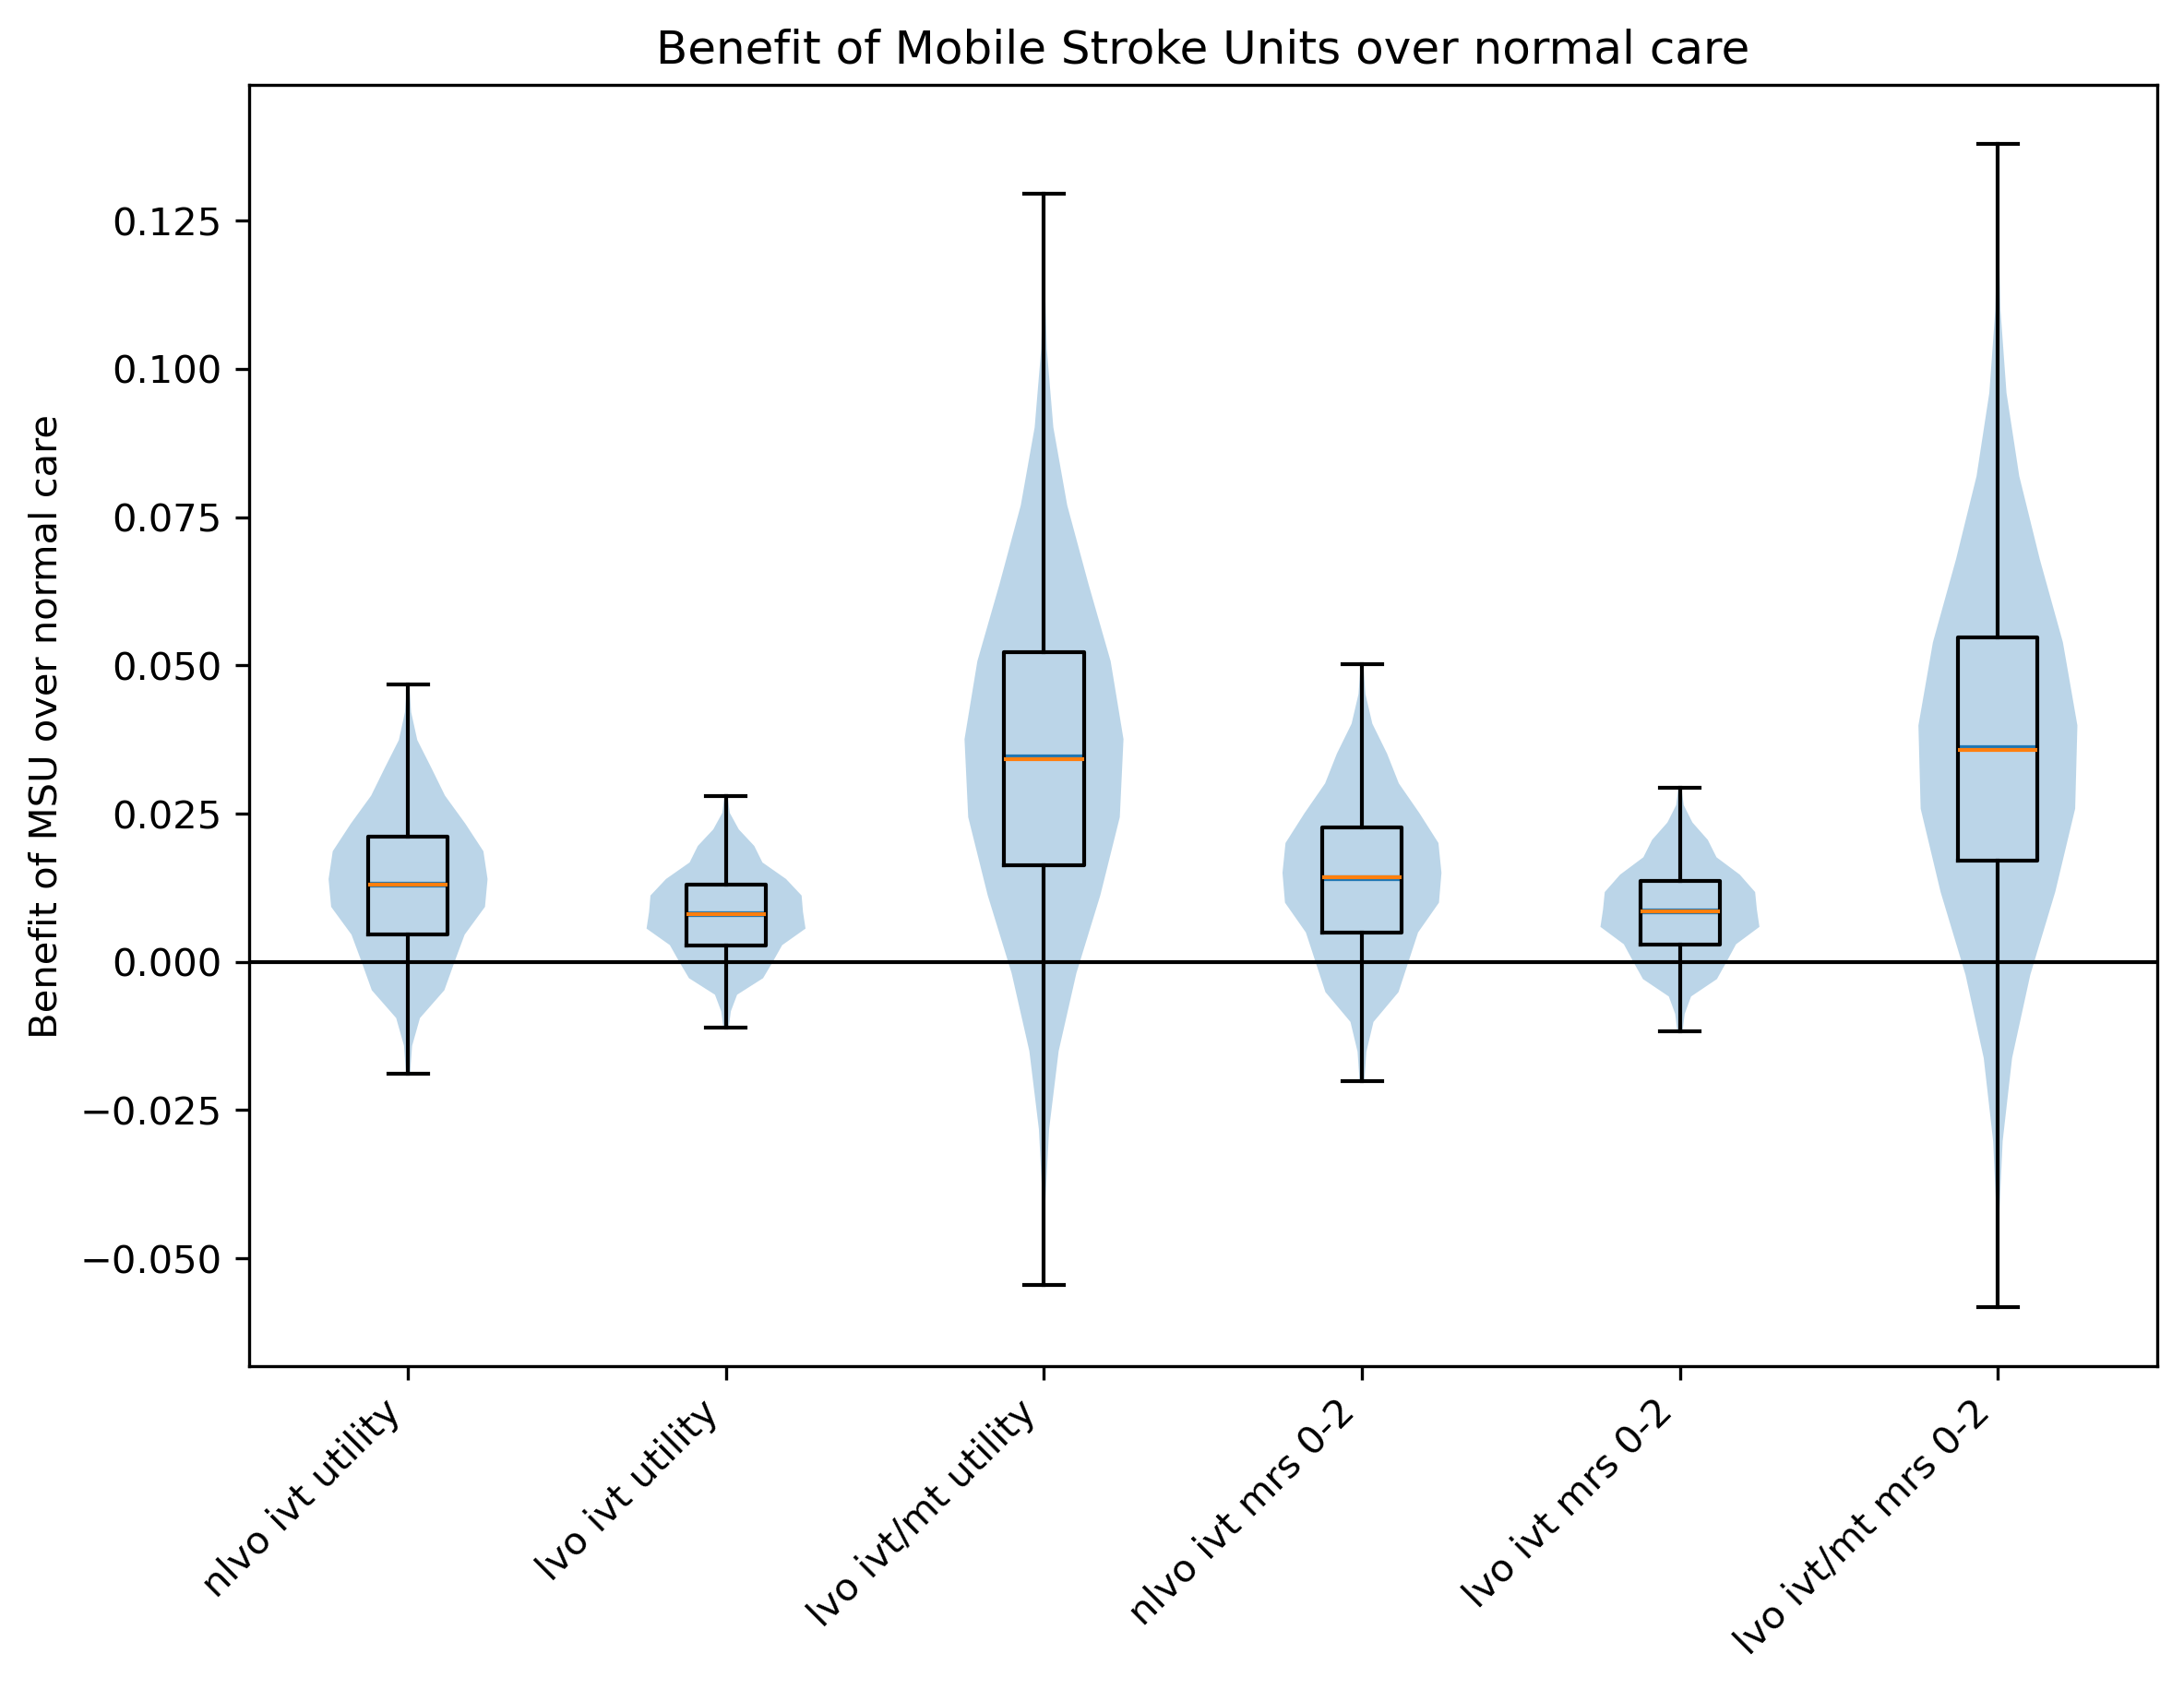 Benefit of Mobile Stroke Units over normal care
Benefit of MSU over normal care
0.125
0.100
0.075
0.050
0.025
0.000
−0.025
−0.050
nlvo ivt utility
lvo ivt utility
lvo ivt/mt utility
nlvo ivt mrs 0-2
lvo ivt mrs 0-2
lvo ivt/mt mrs 0-2